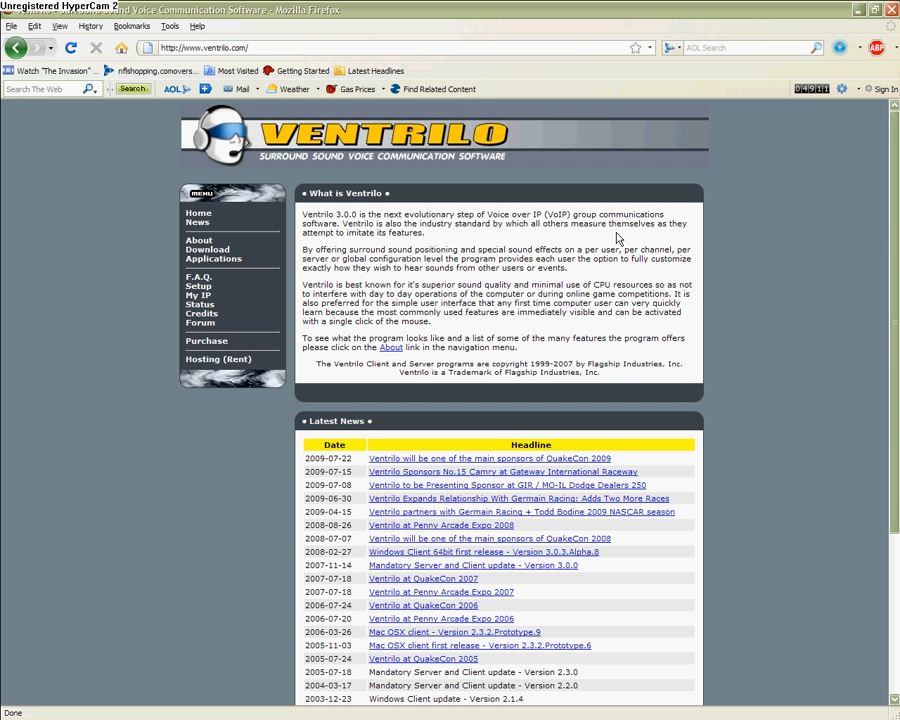 Unregistered HyperCam 2
Sound Voice Communication Software - Mozilla Firefox
File Edit View History Bookmarks Tools Help
http://www.ventrilo.com/
AOL Search
ABP
Watch "The Invasion" ...
nflshopping.comovers...
Most Visited
Getting Started
Latest Headlines
Search The Web
Search
AOL
Mail
Weather
Gas Prices
Find Related Content
04911
Sign In
VENTRILO
SURROUND SOUND VOICE COMMUNICATION SOFTWARE
MENU
Home
News
About
Download
Applications
F.A.Q.
Setup
My IP
Status
Credits
Forum
Purchase
Hosting (Rent)
• What is Ventrilo •
Ventrilo 3.0.0 is the next evolutionary step of Voice over IP (VoIP) group communications
software. Ventrilo is also the industry standard by which all others measure themselves as they
attempt to imitate its features.
By offering surround sound positioning and special sound effects on a per user, per channel, per
server or global configuration level the program provides each user the option to fully customize
exactly how they wish to hear sounds from other users or events.
Ventrilo is best known for it's superior sound quality and minimal use of CPU resources so as not
to interfere with day to day operations of the computer or during online game competitions. It is
also preferred for the simple user interface that any first time computer user can very quickly
learn because the most commonly used features are immediately visible and can be activated
with a single click of the mouse.
To see what the program looks like and a list of some of the many features the program offers
please click on the About link in the navigation menu.
The Ventrilo Client and Server programs are copyright 1999-2007 by Flagship Industries, Inc.
Ventrilo is a Trademark of Flagship Industries, Inc.
• Latest News •
Date Headline
2009-07-22 Ventrilo will be one of the main sponsors of QuakeCon 2009
2009-07-15 Ventrilo Sponsors No.15 Camry at Gateway International Raceway
2009-07-08 Ventrilo to be Presenting Sponsor at GIR / MO-IL Dodge Dealers 250
2009-06-30 Ventrilo Expands Relationship With Germain Racing; Adds Two More Races
2009-04-15 Ventrilo partners with Germain Racing + Todd Bodine 2009 NASCAR season
2008-08-26 Ventrilo at Penny Arcade Expo 2008
2008-07-07 Ventrilo will be one of the main sponsors of QuakeCon 2008
2008-02-27 Windows Client 64bit first release - Version 3.0.3.Alpha.8
2007-11-14 Mandatory Server and Client update - Version 3.0.0
2007-07-18 Ventrilo at QuakeCon 2007
2007-07-18 Ventrilo at Penny Arcade Expo 2007
2006-07-24 Ventrilo at QuakeCon 2006
2006-07-20 Ventrilo at Penny Arcade Expo 2006
2006-03-26 Mac OSX client - Version 2.3.2.Prototype.9
2005-11-03 Mac OSX client first release - Version 2.3.2.Prototype.6
2005-07-24 Ventrilo at QuakeCon 2005
2005-07-18 Mandatory Server and Client update - Version 2.3.0
2004-03-17 Mandatory Server and Client update - Version 2.2.0
2003-12-23 Windows Client update - Version 2.1.4
Done